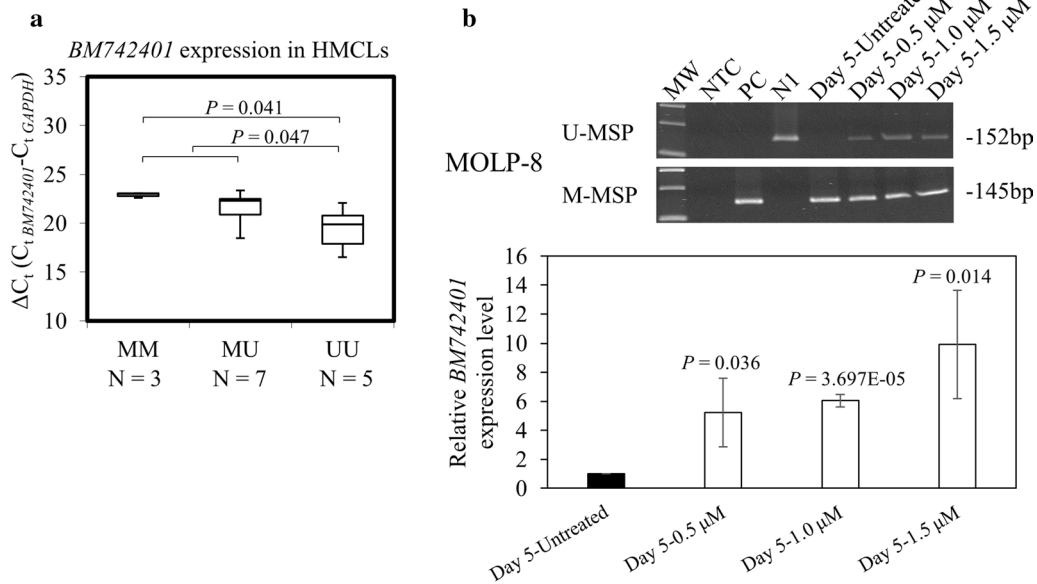 a
BM742401 expression in HMCLs
ΔCt (Ct BM742401-Ct GAPDH)
35
30
25
20
15
10
P = 0.041
P = 0.047
MM
N = 3
MU
N = 7
UU
N = 5
b
MW
NTC
PC
N1
Day 5-Untreate
Day 5-0.5 μM
Day 5-1.0 μM
Day 5-1.5 μM
MOLP-8
U-MSP
-152bp
M-MSP
-145bp
Relative BM742401
expression level
16
14
12
10
8
6
4
2
0
P = 0.036
P = 3.697E-05
P = 0.014
Day 5-Untreated
Day 5-0.5 μM
Day 5-1.0 μM
Day 5-1.5 μM